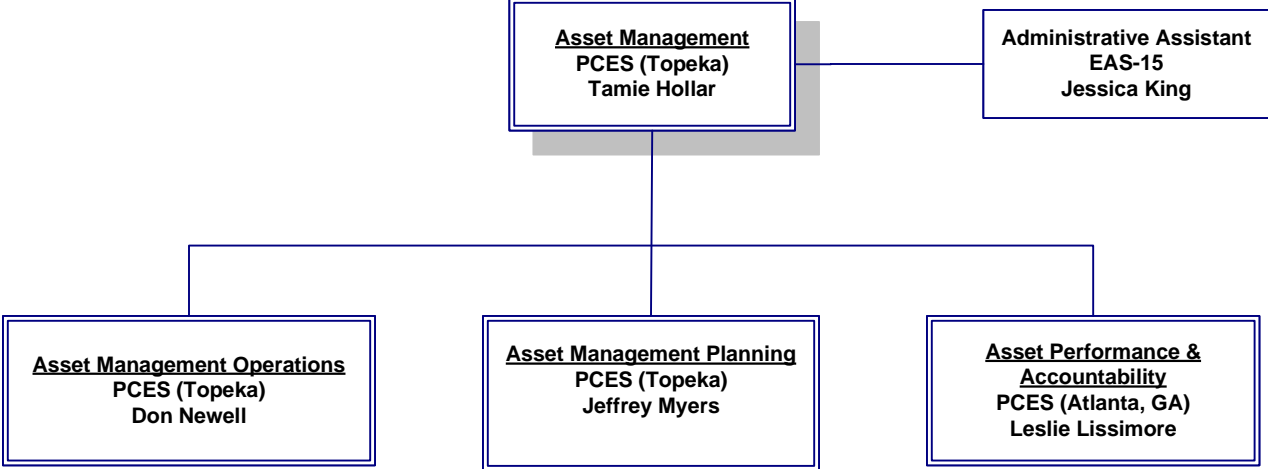 Asset Management
PCES (Topeka)
Tamie Hollar
Administrative Assistant
EAS-15
Jessica King
Asset Management Operations
PCES (Topeka)
Don Newell
Asset Management Planning
PCES (Topeka)
Jeffrey Myers
Asset Performance &
Accountability
PCES (Atlanta, GA)
Leslie Lissimore